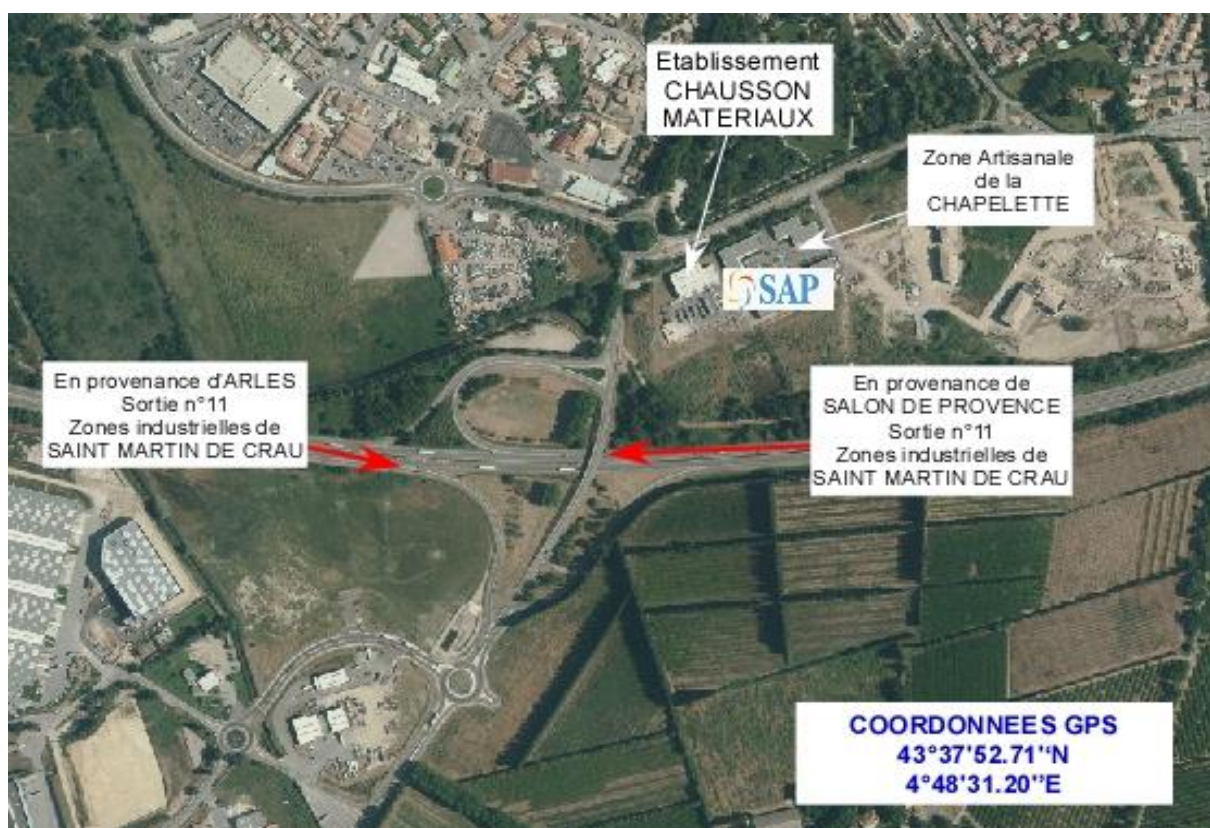 Etablissement
CHAUSSON
MATERIAUX
Zone Artisanale
de la
CHAPELETTE
SAP
En provenance d'ARLES
Sortie n°11
Zones industrielles de
SAINT MARTIN DE CRAU
En provenance de
SALON DE PROVENCE
Sortie n°11
Zones industrielles de
SAINT MARTIN DE CRAU
COORDONNEES GPS
43°37'52.71"N
4°48'31.20"E